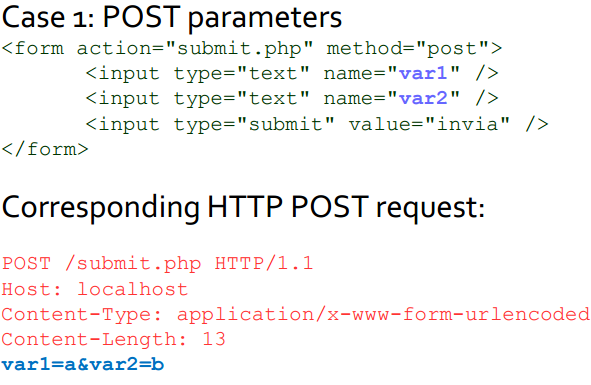 Case 1: POST parameters
<form action="submit.php" method="post">
<input type="text" name="var1" />
<input type="text" name="var2" />
<input type="submit" value="invia" />
</form>
Corresponding HTTP POST request:
POST /submit.php HTTP/1.1
Host: localhost
Content-Type: application/x-www-form-urlencoded
Content-Length: 13
var1=a&var2=b